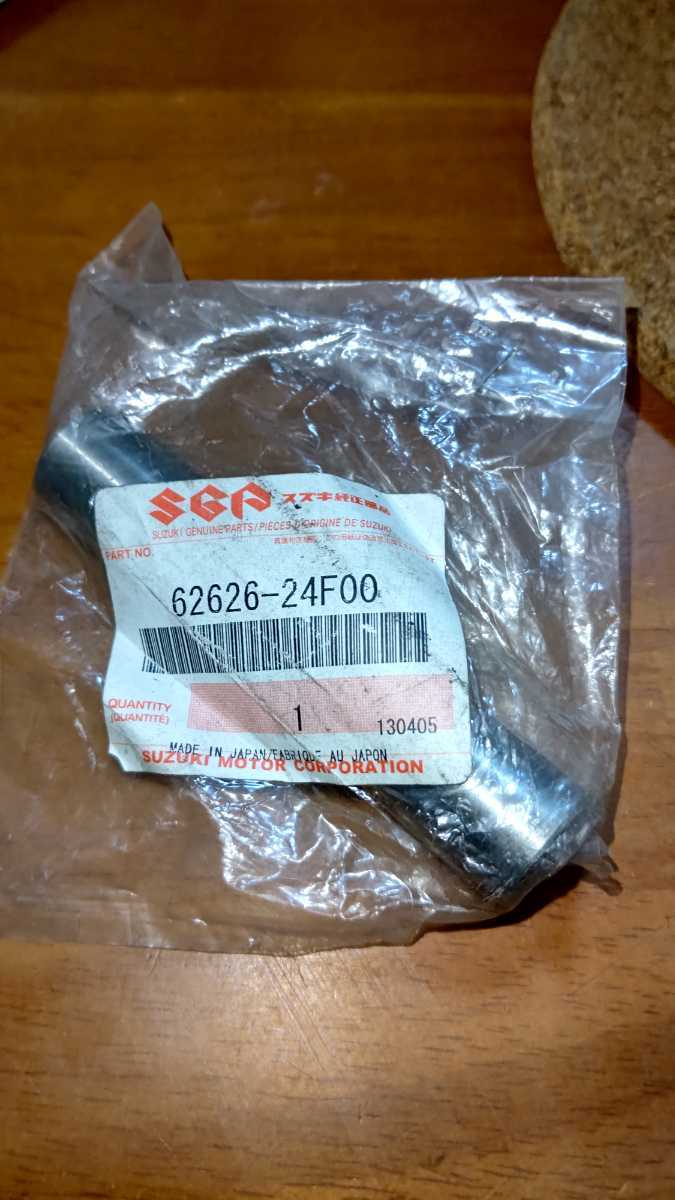 SGP スズキ純正部品
SUZUKI GENUINE PARTS/PIÈCES D'ORIGINE DE SUZUKI
PART NO.
62626-24F00
QUANTITY
(QUANTITÉ)
1
130405
MADE IN JAPAN/FABRIQUE AU JAPON
SUZUKI MOTOR CORPORATION